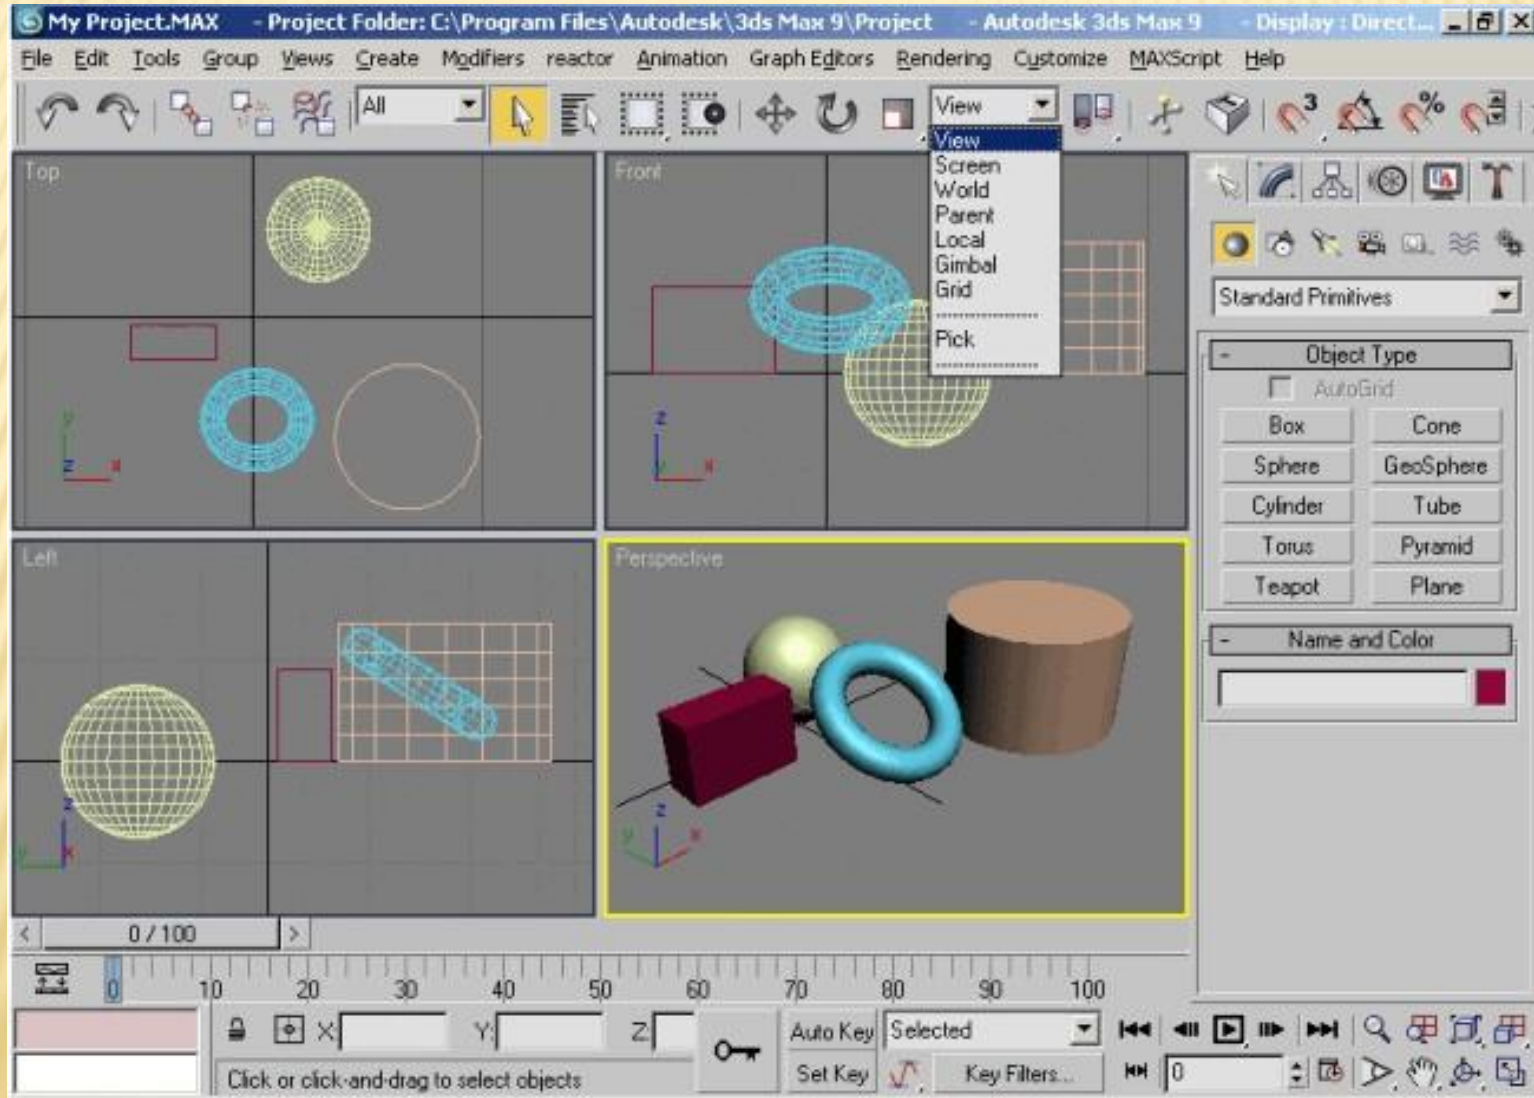 My Project.MAX - Project Folder: C:\Program Files\Autodesk\3ds Max 9\Project - Autodesk 3ds Max 9 - Display : Direct...
File Edit Tools Group Views Create Modifiers reactor Animation Graph Editors Rendering Customize MAXScript Help
All View 3 %
View
Screen
World
Parent
Local
Gimbal
Grid
Pick
Top
y
z x
Front
z
y x
Left
z
y x
Perspective
z
y x
Standard Primitives
- Object Type
AutoGrid
Box Cone
Sphere GeoSphere
Cylinder Tube
Torus Pyramid
Teapot Plane
- Name and Color
< 0 / 100 >
0 10 20 30 40 50 60 70 80 90 100
X: Y: Z: Auto Key Selected
Click or click-and-drag to select objects Set Key Key Filters... 0